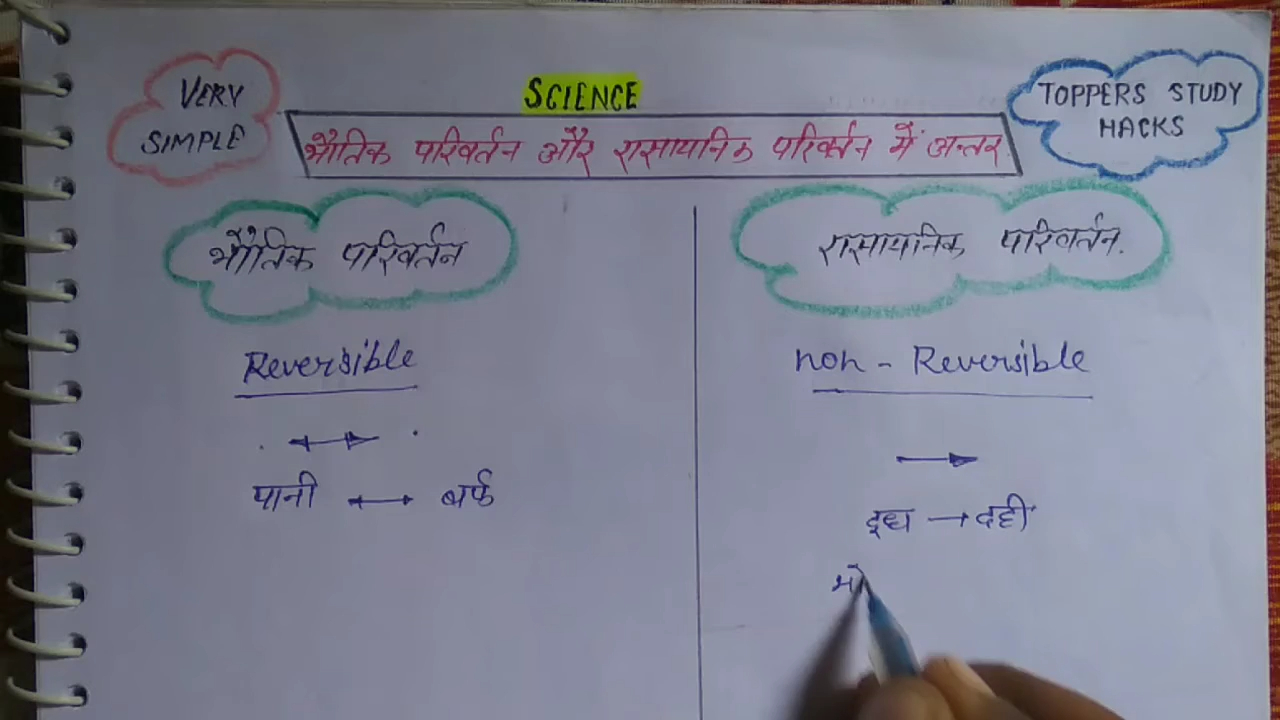 VERY
SIMPLE
SCIENCE
TOPPERS STUDY
HACKS
भौतिक परिवर्तन और रासायनिक परिवर्तन में अन्तर
भौतिक परिवर्तन
Reversible
पानी ↔ बर्फ
रासायनिक परिवर्तन.
non - Reversible
दूध → दही